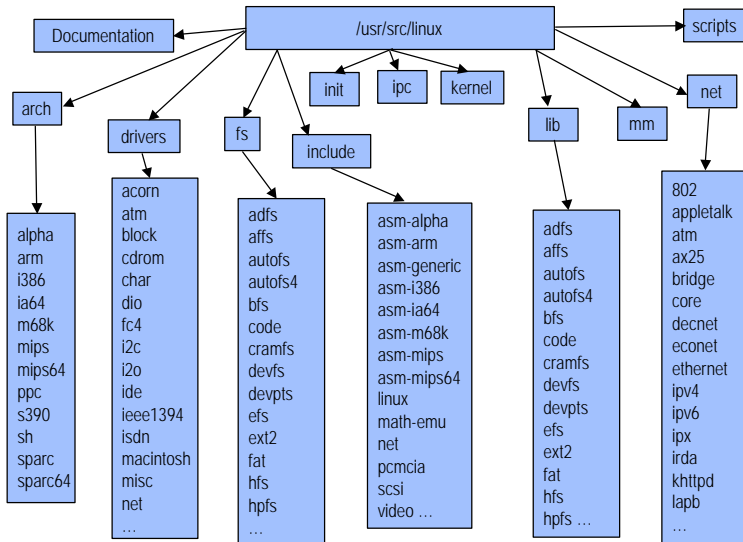 /usr/src/linux
Documentation
scripts
init
ipc
kernel
arch
net
drivers
fs
include
lib
mm
alpha
arm
i386
ia64
m68k
mips
mips64
ppc
s390
sh
sparc
sparc64
acorn
atm
block
cdrom
char
dio
fc4
i2c
i2o
ide
ieee1394
isdn
macintosh
misc
net
...
adfs
affs
autofs
autofs4
bfs
code
cramfs
devfs
devpts
efs
ext2
fat
hfs
hpfs
...
asm-alpha
asm-arm
asm-generic
asm-i386
asm-ia64
asm-m68k
asm-mips
asm-mips64
linux
math-emu
net
pcmcia
scsi
video ...
adfs
affs
autofs
autofs4
bfs
code
cramfs
devfs
devpts
efs
ext2
fat
hfs
hpfs ...
802
appletalk
atm
ax25
bridge
core
decnet
econet
ethernet
ipv4
ipv6
ipx
irda
khttpd
lapb
...